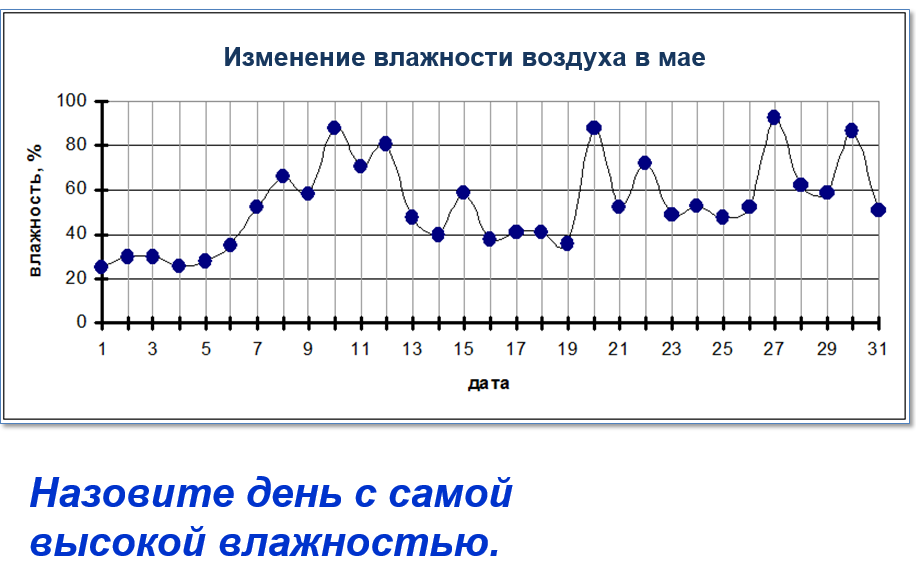 Изменение влажности воздуха в мае
влажность, %
100
80
60
40
20
0
1 3 5 7 9 11 13 15 17 19 21 23 25 27 29 31
дата
Назовите день с самой
высокой влажностью.